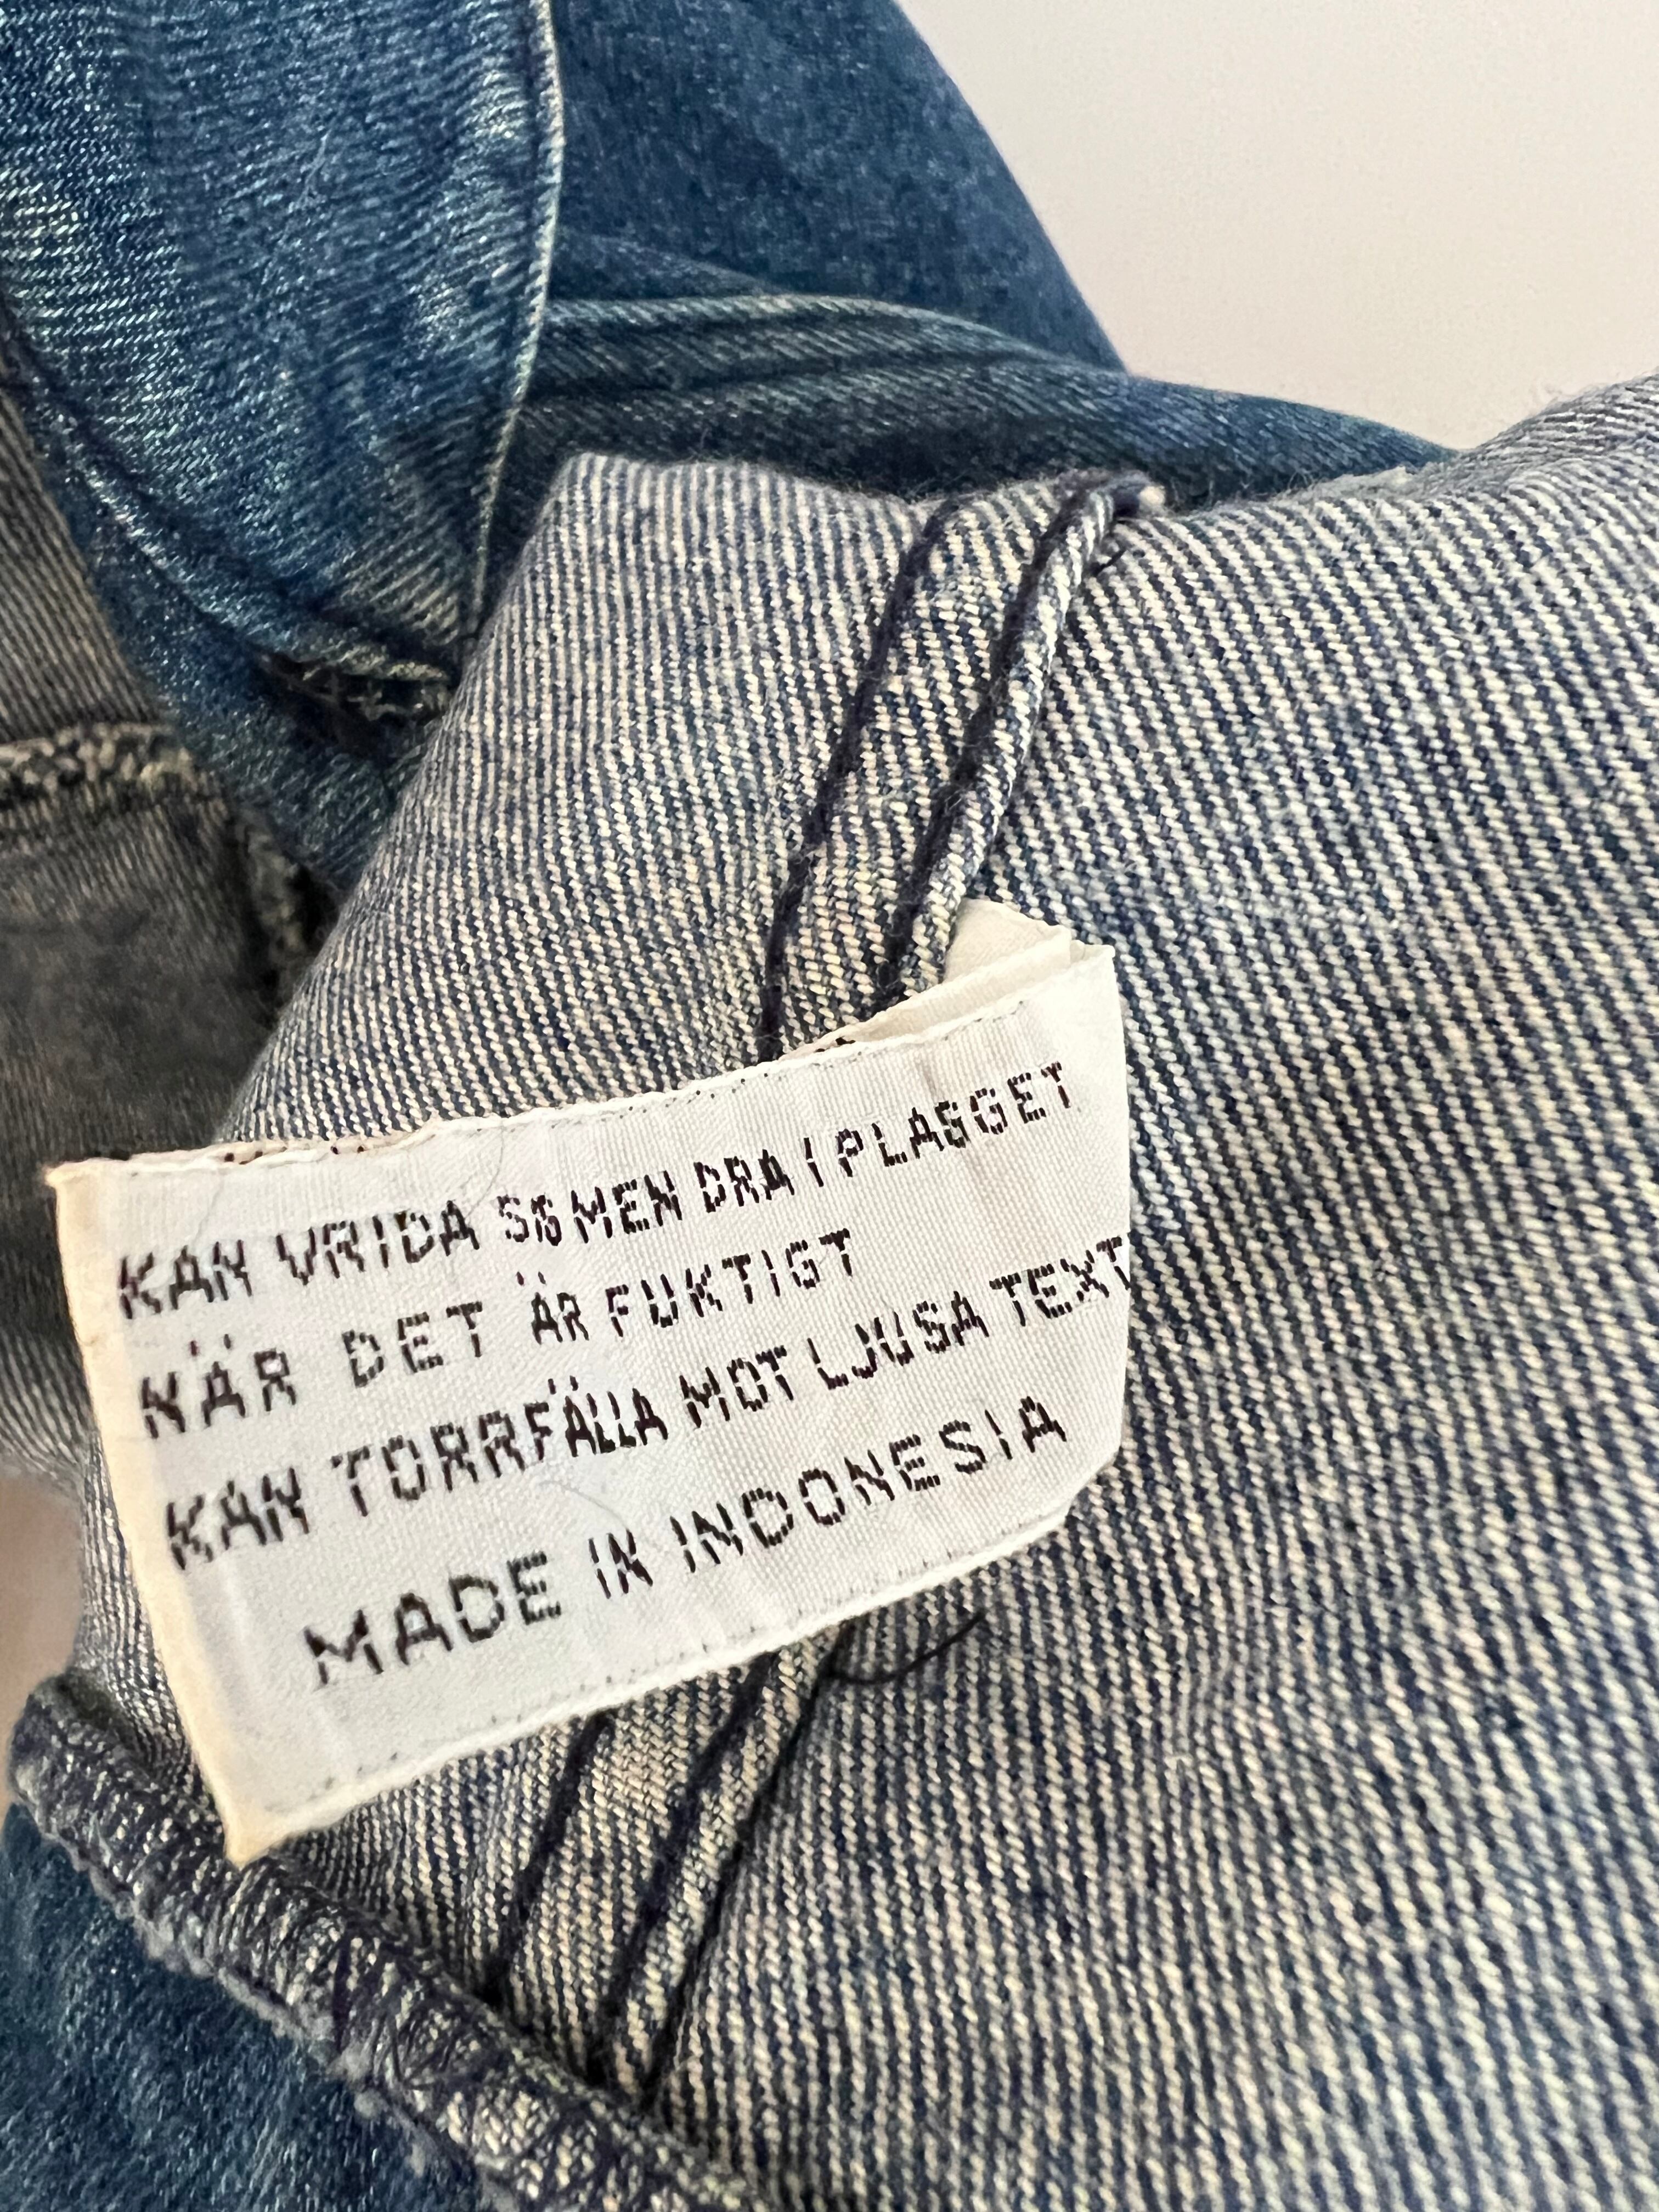 KAN VRIDA SIG MEN DRA I PLAGGET
NÄR DET ÄR FUKTIGT
KAN TORRFÄLLA MOT LJUSA TEXT
MADE IN INDONESIA